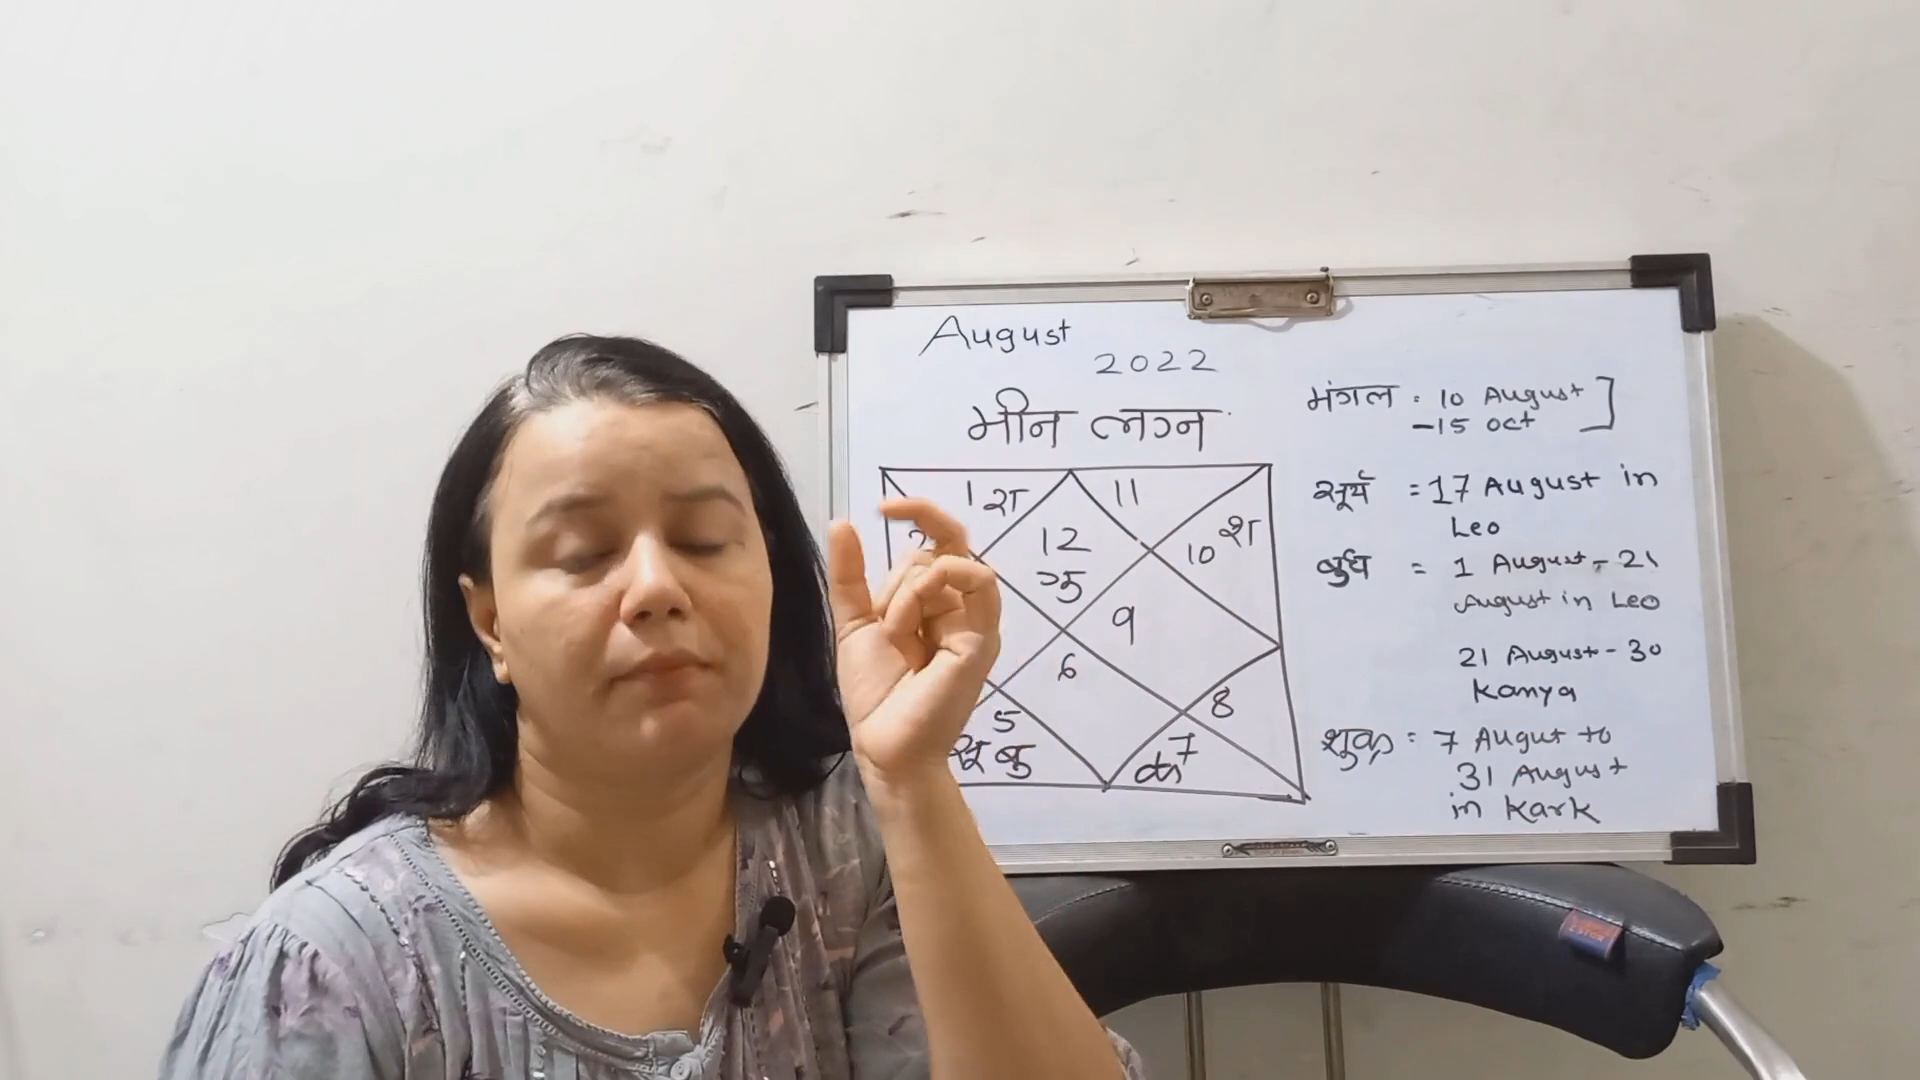 August
2022
मीन लग्न
1 रा
11
12
गु
10 श
9
6
5
सू बु
8
7
के
मंगल : 10 August
-15 oct
सूर्य = 17 August in
Leo
बुध = 1 August - 21
August in Leo
21 August - 30
Kanya
शुक्र : 7 Augut to
31 August
in Kark